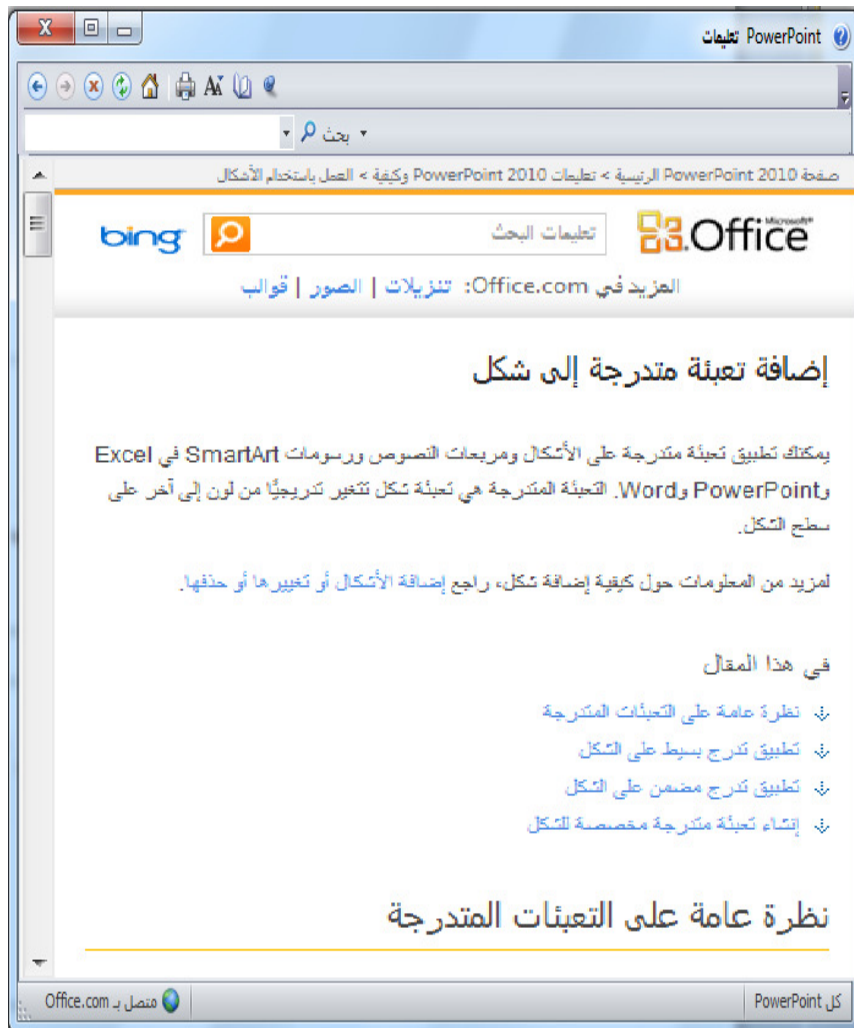 تعليمات PowerPoint
بحث
صفحة PowerPoint 2010 الرئيسية > تعليمات PowerPoint 2010 وكيفية > العمل باستخدام الأشكال
Microsoft®
Office
تعليمات البحث
bing
المزيد في Office.com: تنزيلات | الصور | قوالب
إضافة تعبئة متدرجة إلى شكل
يمكنك تطبيق تعبئة متدرجة على الأشكال ومربعات النصوص ورسومات SmartArt في Excel
وPowerPoint وWord. التعبئة المتدرجة هي تعبئة شكل تتغير تدريجيًا من لون إلى آخر على
سطح الشكل.
لمزيد من المعلومات حول كيفية إضافة شكل، راجع إضافة الأشكال أو تغييرها أو حذفها.
في هذا المقال
نظرة عامة على التعبئات المتدرجة
تطبيق تدرج بسيط على الشكل
تطبيق تدرج مضمن على الشكل
إنشاء تعبئة متدرجة مخصصة للشكل
نظرة عامة على التعبئات المتدرجة
كل PowerPoint
متصل بـ Office.com